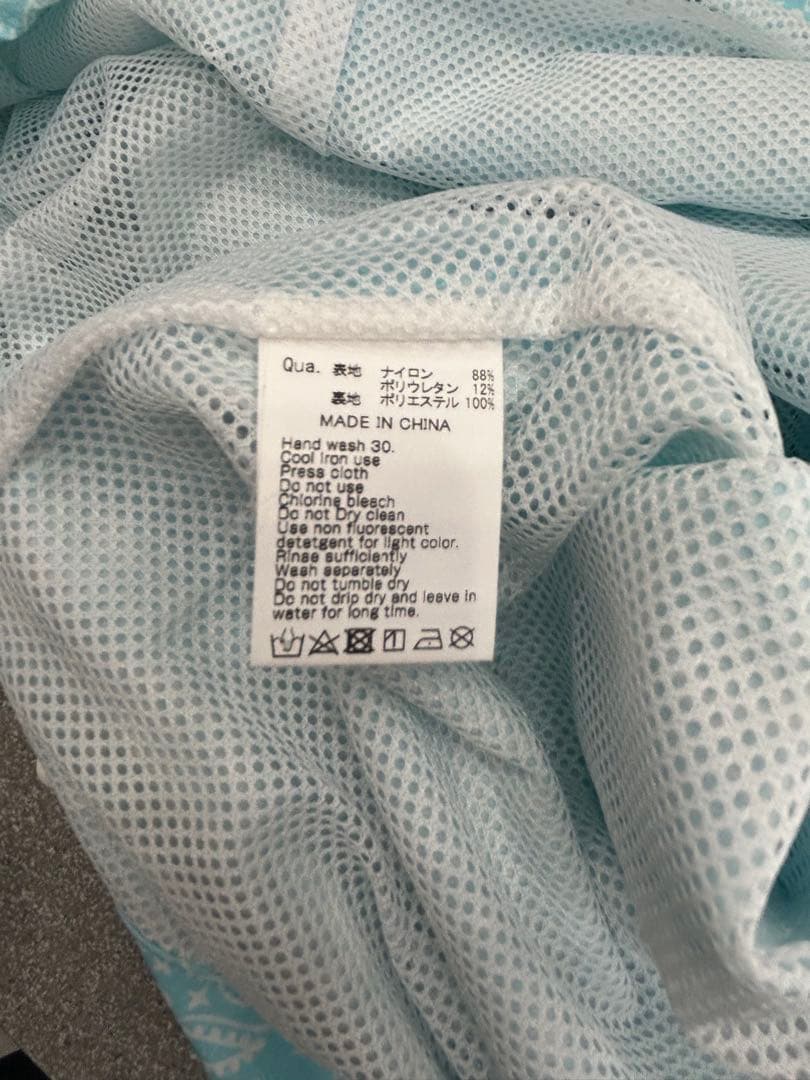 Qua. 表地 ナイロン 88%
ポリウレタン 12%
裏地 ポリエステル 100%
MADE IN CHINA
Hand wash 30.
Cool Iron use
Press cloth
Do not use
Chlorine bleach
Do not Dry clean
Use non fluorescent
detatgent for light color.
Rinse sufficiently
Wash separately
Do not tumble dry
Do not drip dry and leave in
water for long time.